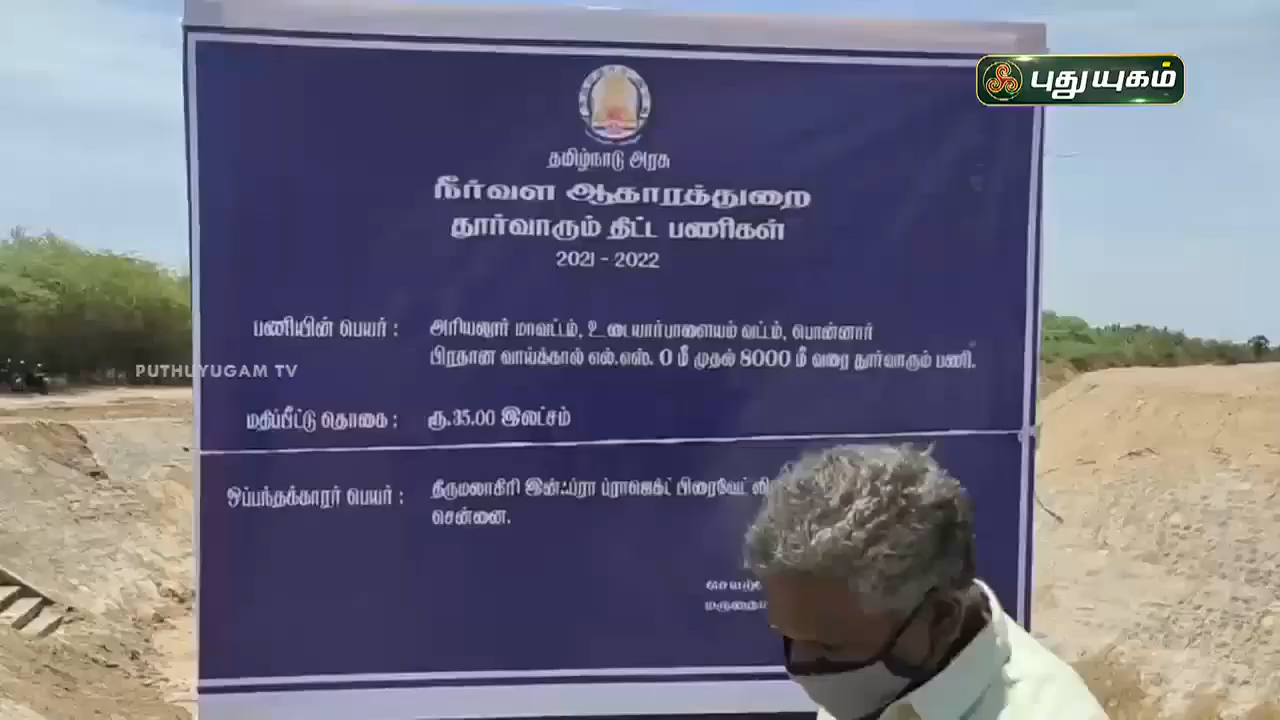 புதுயுகம்
தமிழ்நாடு அரசு
நீர்வள ஆதாரத்துறை
தூர்வாரும் திட்ட பணிகள்
2021 - 2022
பணியின் பெயர் : அரியலூர் மாவட்டம், உடையார்பாளையம் வட்டம், பொன்னார்
பிரதான வாய்க்கால் எல்.எஸ். 0 மீ முதல் 8000 மீ வரை தூர்வாரும் பணி.
PUTHUYUGAM TV
மதிப்பீட்டு தொகை : ரூ.35.00 இலட்சம்
ஒப்பந்தக்காரர் பெயர் : திருமலாகிரி இன்ஃப்ரா ப்ராஜெக்ட் பிரைவேட்
சென்னை.